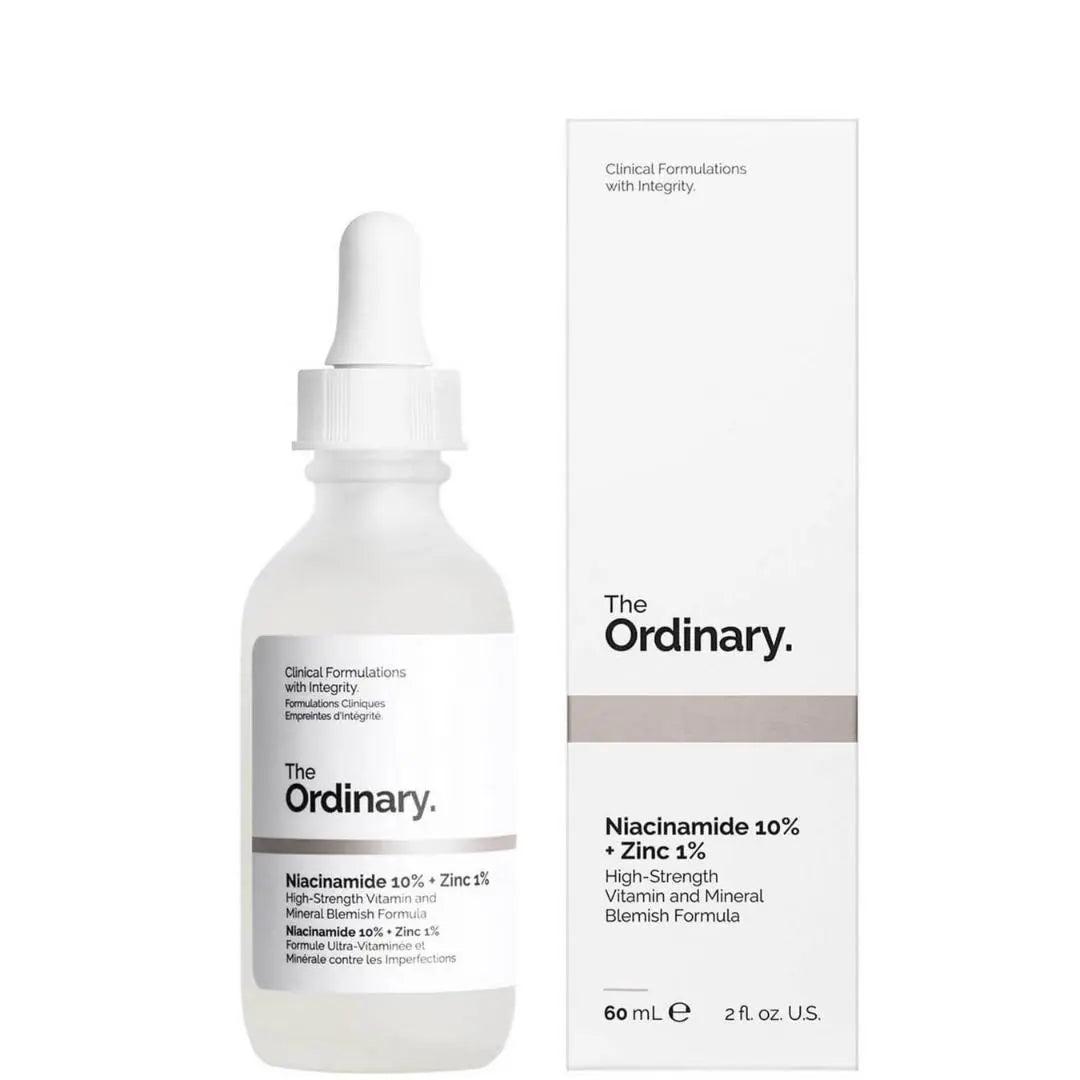 Clinical Formulations
with Integrity.
Formulations Cliniques
Empreintes d'Intégrité.
The
Ordinary.
Niacinamide 10% + Zinc 1%
High-Strength Vitamin and
Mineral Blemish Formula
Niacinamide 10% + Zinc 1%
Formule Ultra-Vitaminée et
Minérale contre les Imperfections
Clinical Formulations
with Integrity.
The
Ordinary.
Niacinamide 10%
+ Zinc 1%
High-Strength
Vitamin and Mineral
Blemish Formula
60 mL ℮ 2 fl. oz. U.S.